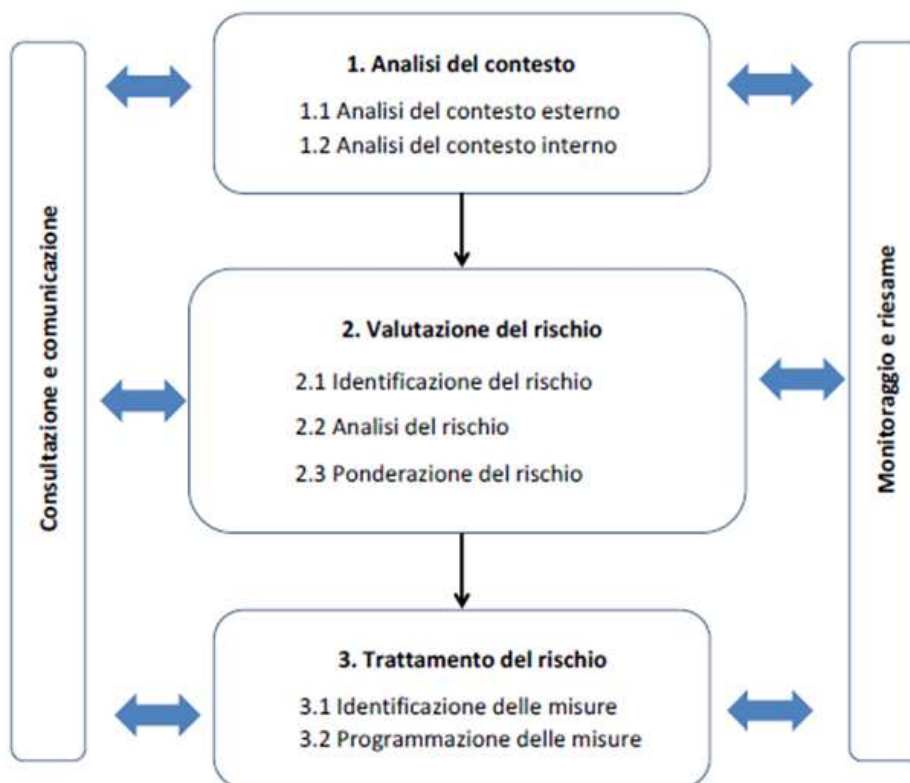 Consultazione e comunicazione
1. Analisi del contesto
1.1 Analisi del contesto esterno
1.2 Analisi del contesto interno
2. Valutazione del rischio
2.1 Identificazione del rischio
2.2 Analisi del rischio
2.3 Ponderazione del rischio
3. Trattamento del rischio
3.1 Identificazione delle misure
3.2 Programmazione delle misure
Monitoraggio e riesame